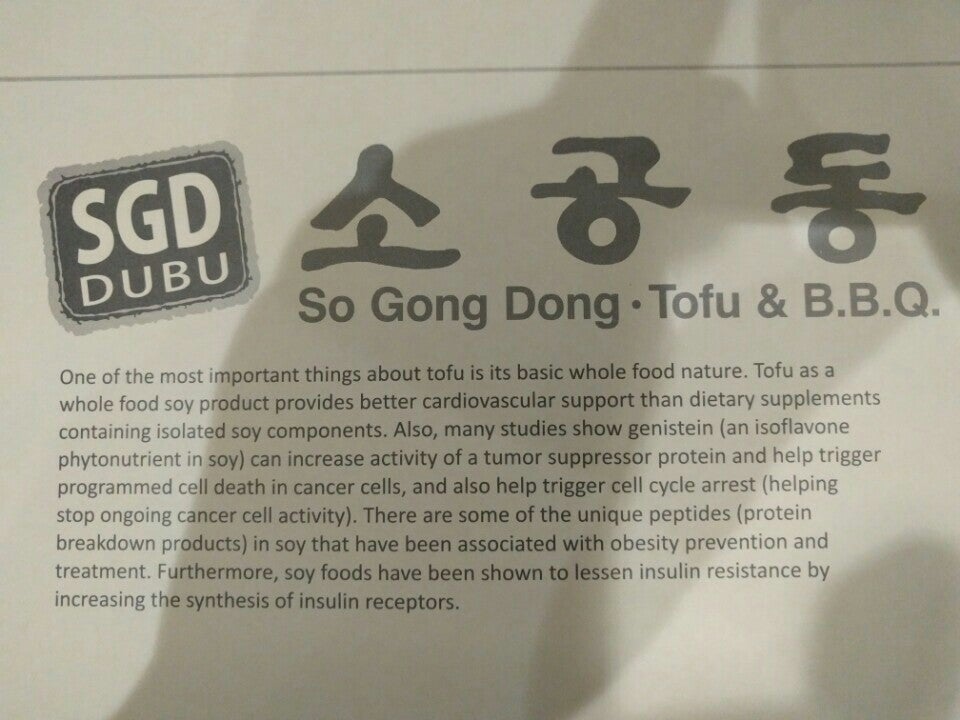 SGD
DUBU
소공동
So Gong Dong · Tofu & B.B.Q.
One of the most important things about tofu is its basic whole food nature. Tofu as a
whole food soy product provides better cardiovascular support than dietary supplements
containing isolated soy components. Also, many studies show genistein (an isoflavone
phytonutrient in soy) can increase activity of a tumor suppressor protein and help trigger
programmed cell death in cancer cells, and also help trigger cell cycle arrest (helping
stop ongoing cancer cell activity). There are some of the unique peptides (protein
breakdown products) in soy that have been associated with obesity prevention and
treatment. Furthermore, soy foods have been shown to lessen insulin resistance by
increasing the synthesis of insulin receptors.